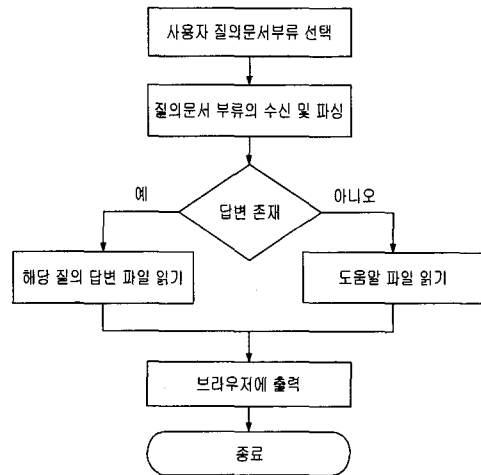 사용자 질의문서부류 선택
질의문서 부류의 수신 및 파싱
답변 존재
예
아니오
해당 질의 답변 파일 읽기
도움말 파일 읽기
브라우저에 출력
종료